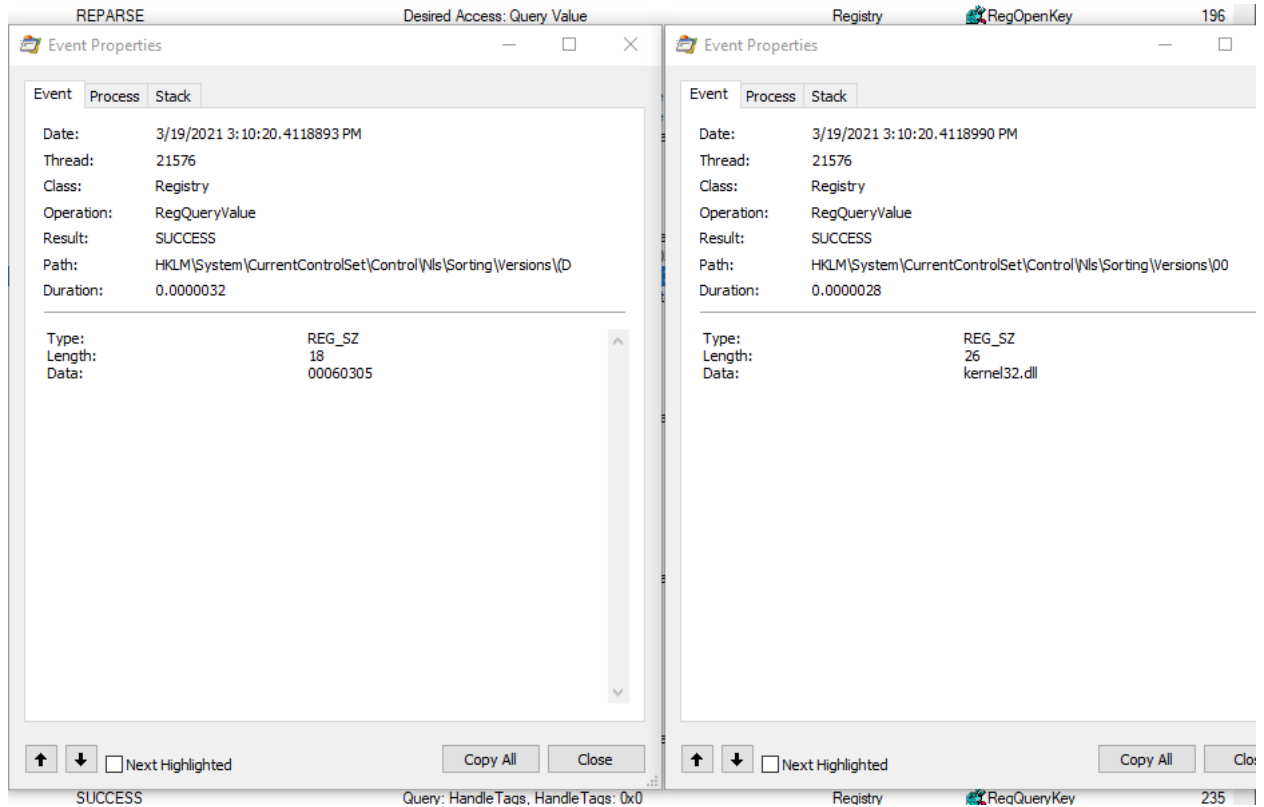 REPARSE Desired Access: Query Value Registry RegOpenKey 196
Event Properties
Event Process Stack
Date: 3/19/2021 3:10:20.4118893 PM
Thread: 21576
Class: Registry
Operation: RegQueryValue
Result: SUCCESS
Path: HKLM\System\CurrentControlSet\Control\Nls\Sorting\Versions\(D
Duration: 0.0000032
Type: REG_SZ
Length: 18
Data: 00060305
Next Highlighted
Copy All Close
Event Properties
Event Process Stack
Date: 3/19/2021 3:10:20.4118990 PM
Thread: 21576
Class: Registry
Operation: RegQueryValue
Result: SUCCESS
Path: HKLM\System\CurrentControlSet\Control\Nls\Sorting\Versions\00
Duration: 0.0000028
Type: REG_SZ
Length: 26
Data: kernel32.dll
Next Highlighted
Copy All Clo
SUCCESS Query: HandleTags, HandleTags: 0x0 Registry RegQueryKey 235